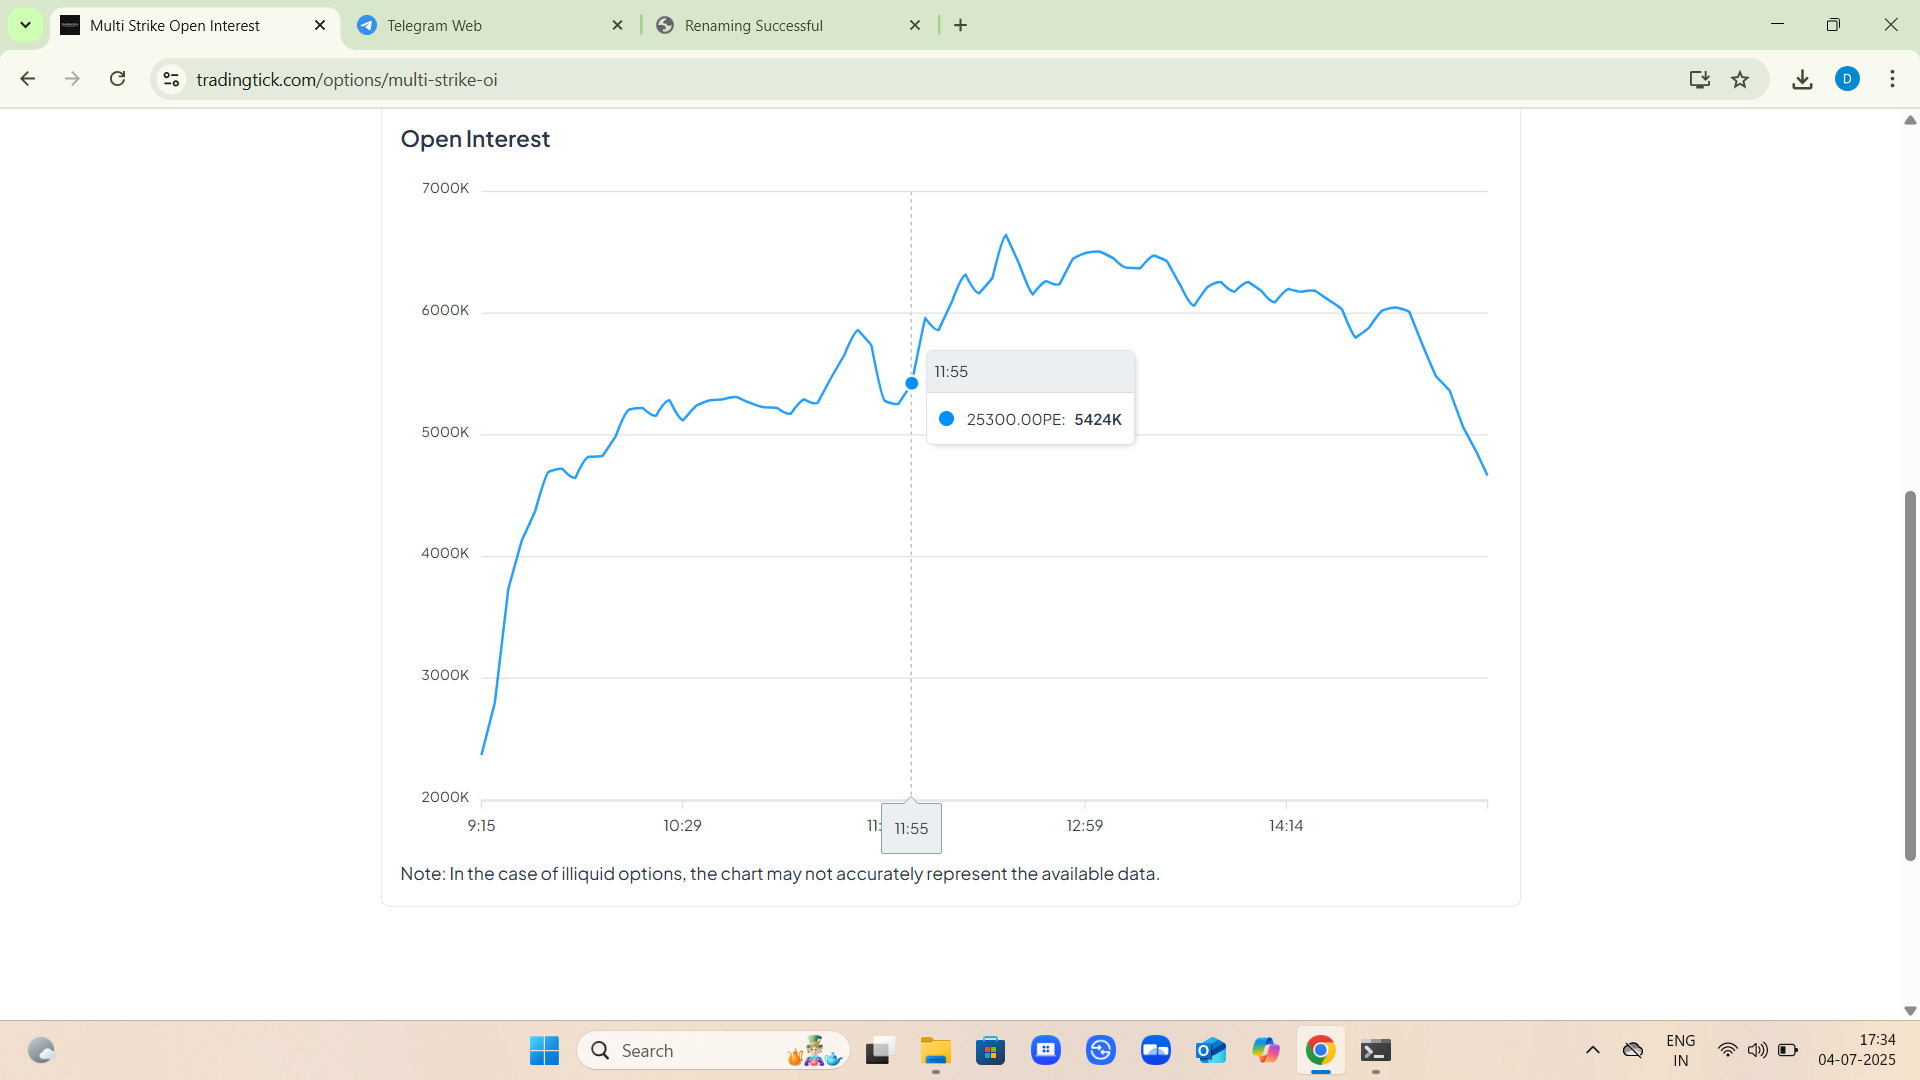 Multi Strike Open Interest
Telegram Web
Renaming Successful
tradingtick.com/options/multi-strike-oi
D
Open Interest
7000K
6000K
5000K
4000K
3000K
2000K
11:55
25300.00PE: 5424K
9:15
10:29
11:
11:55
12:59
14:14
Note: In the case of illiquid options, the chart may not accurately represent the available data.
Search
ENG
IN
17:34
04-07-2025